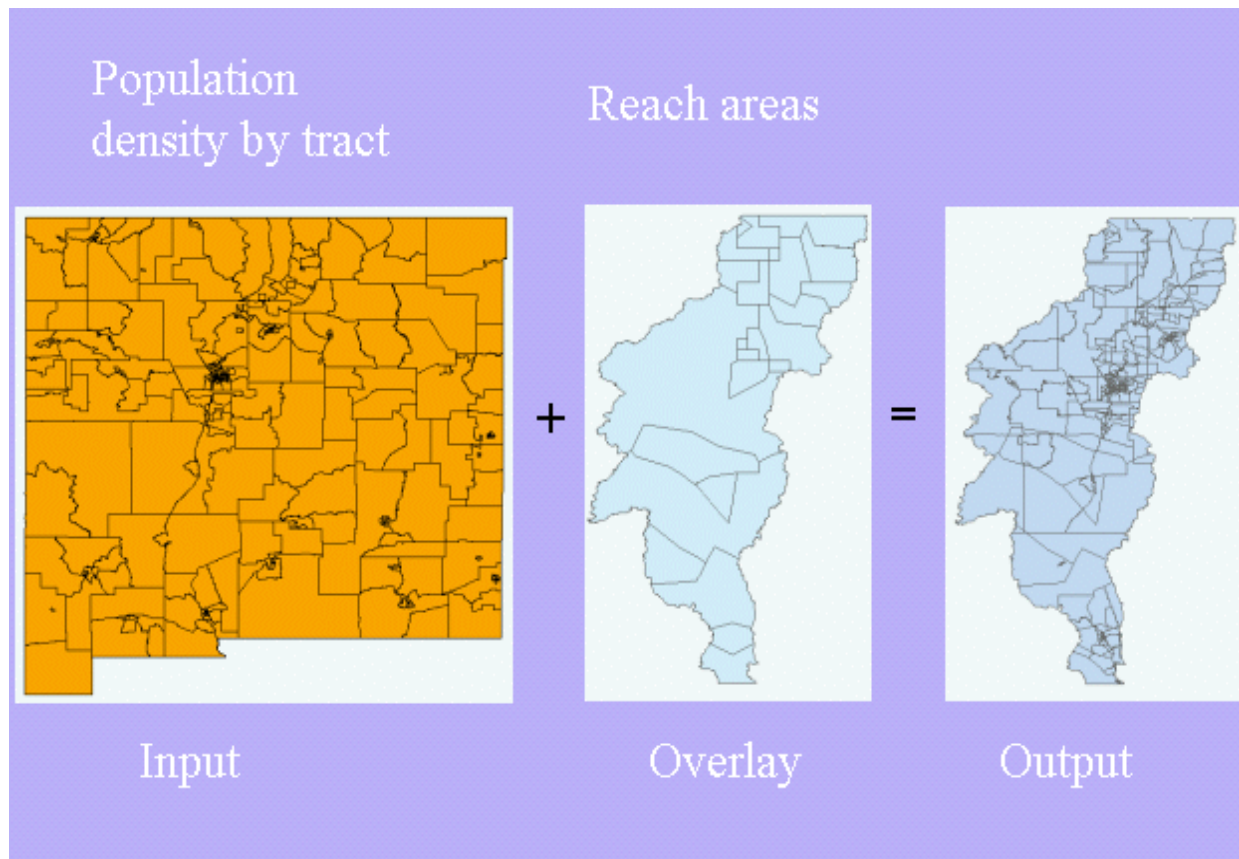 Population
density by tract
Reach areas
+
=
Input
Overlay
Output